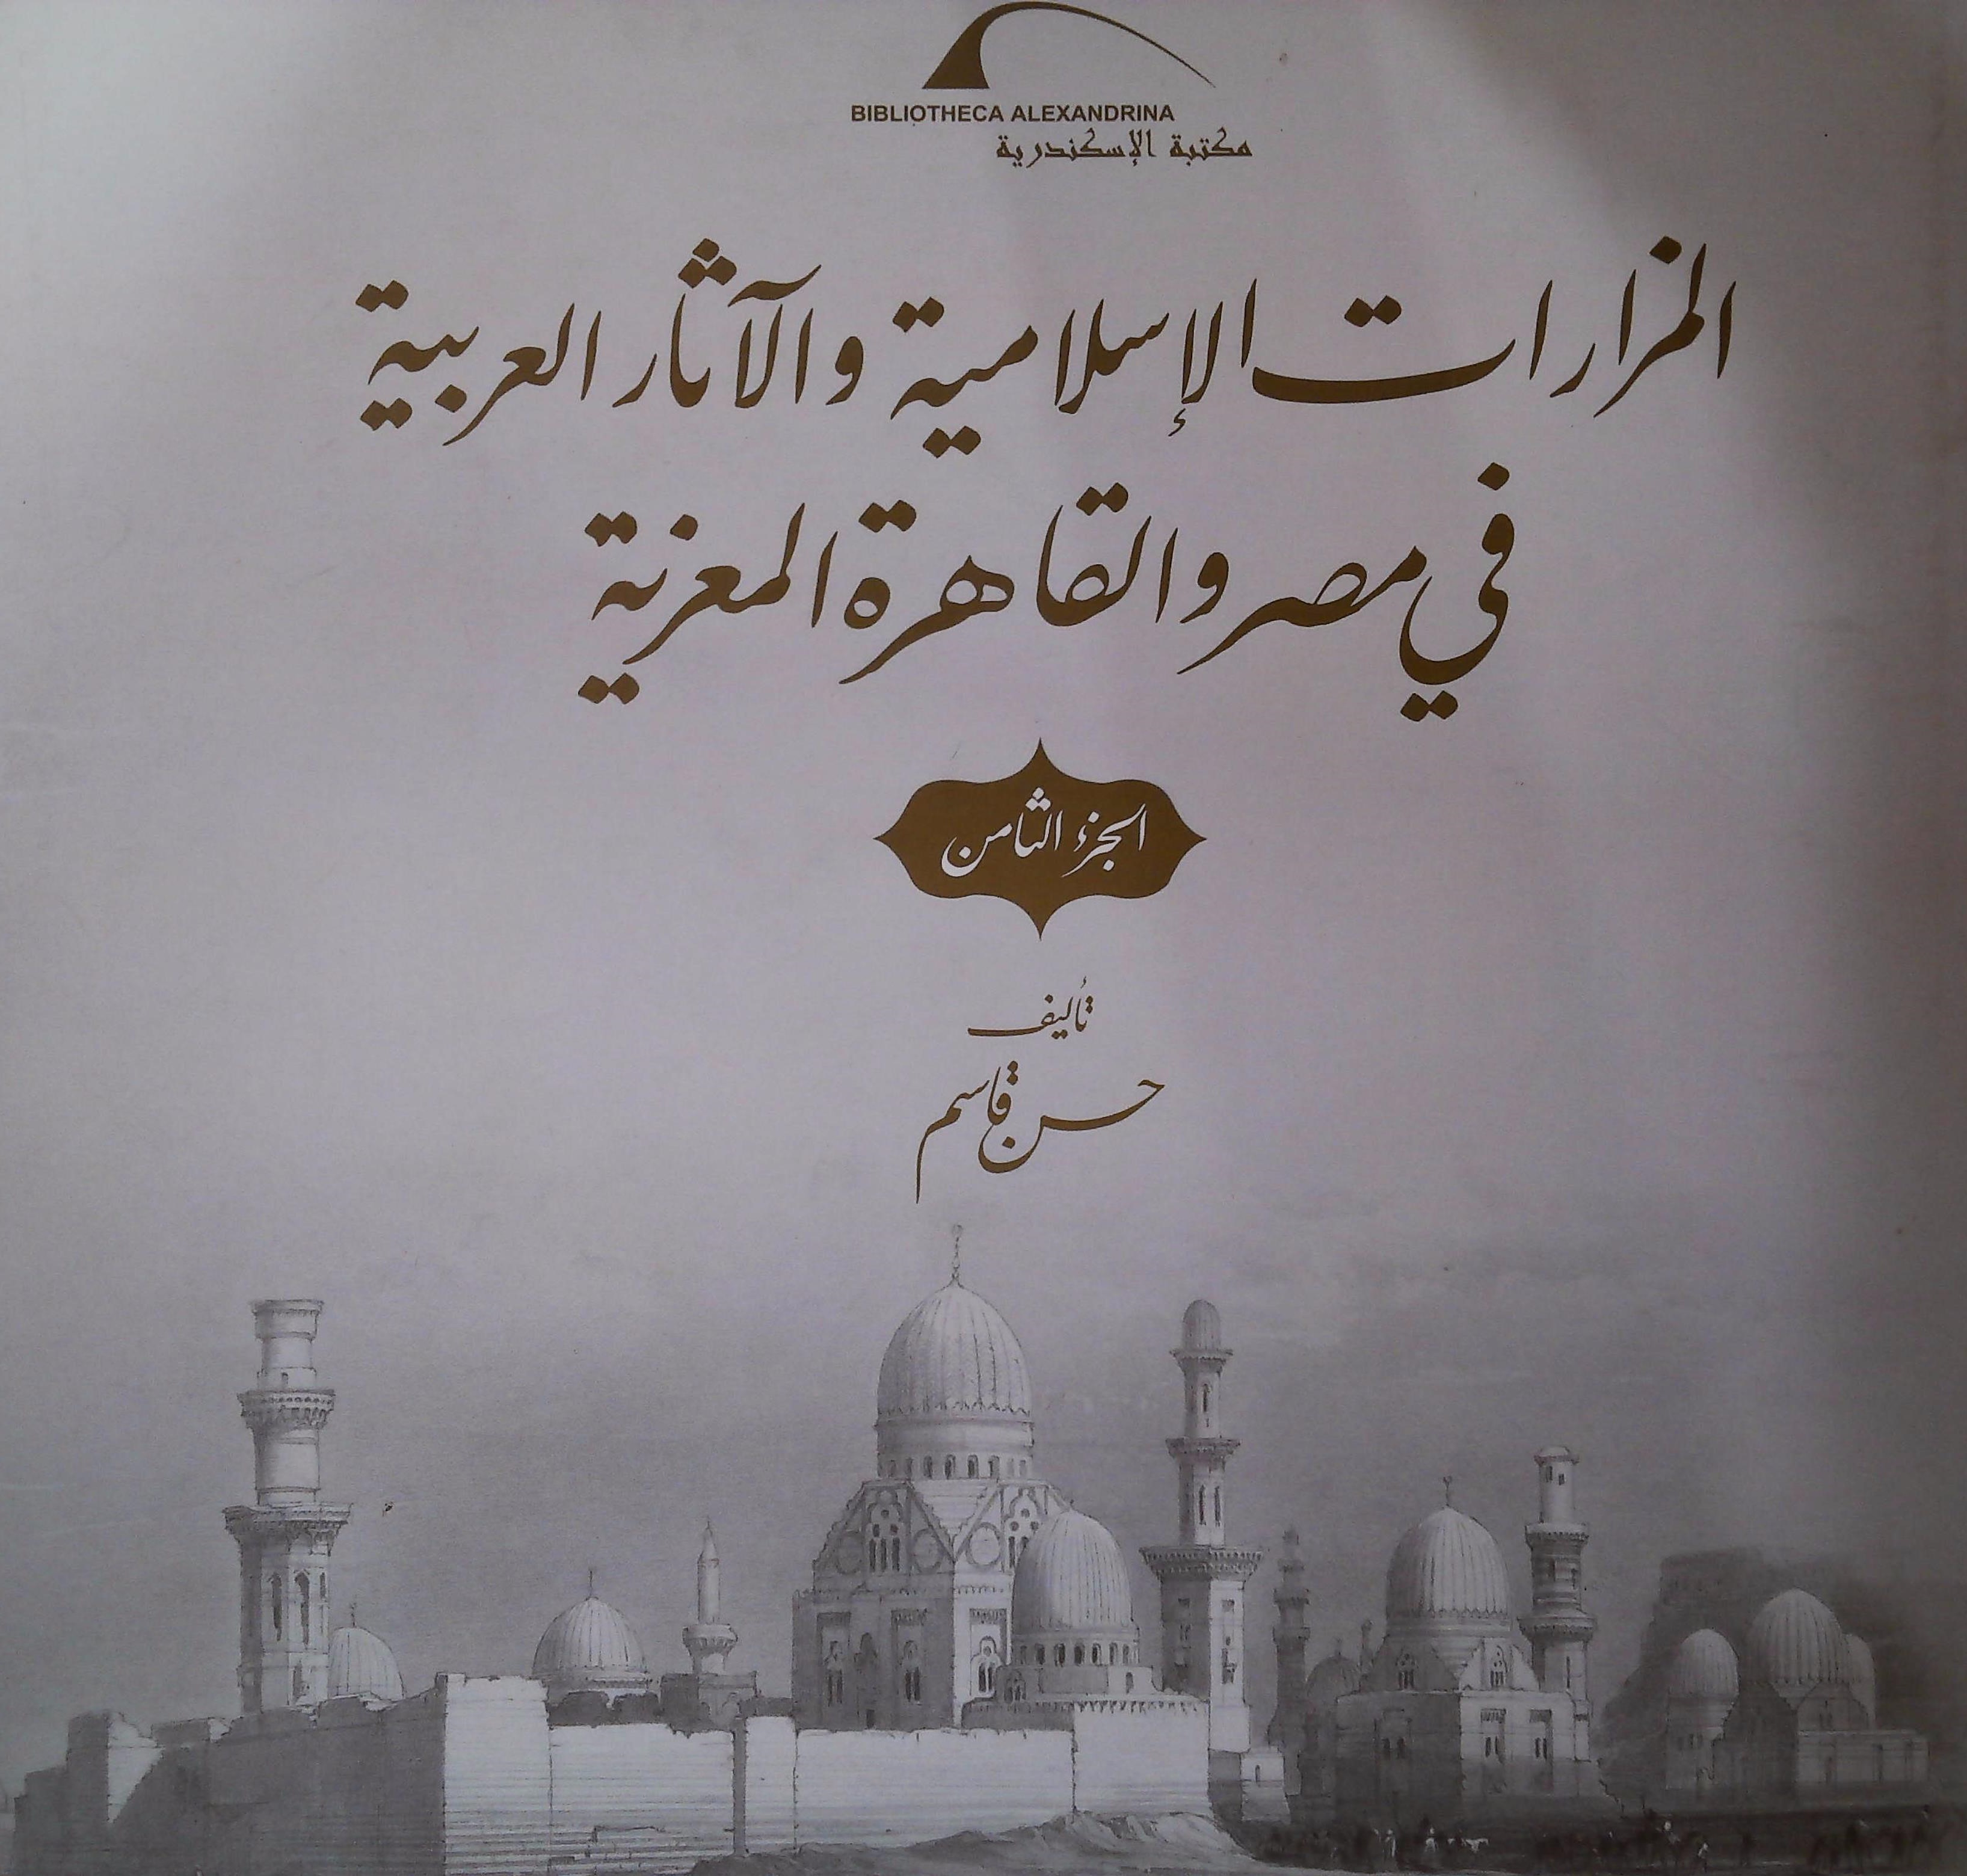 BIBLIOTHECA ALEXANDRINA
مكتبة الإسكندرية
المزارات الإسلامية والآثار العربية
في مصر والقاهرة المعزية
الجزء الثامن
تأليف
حسن قاسم